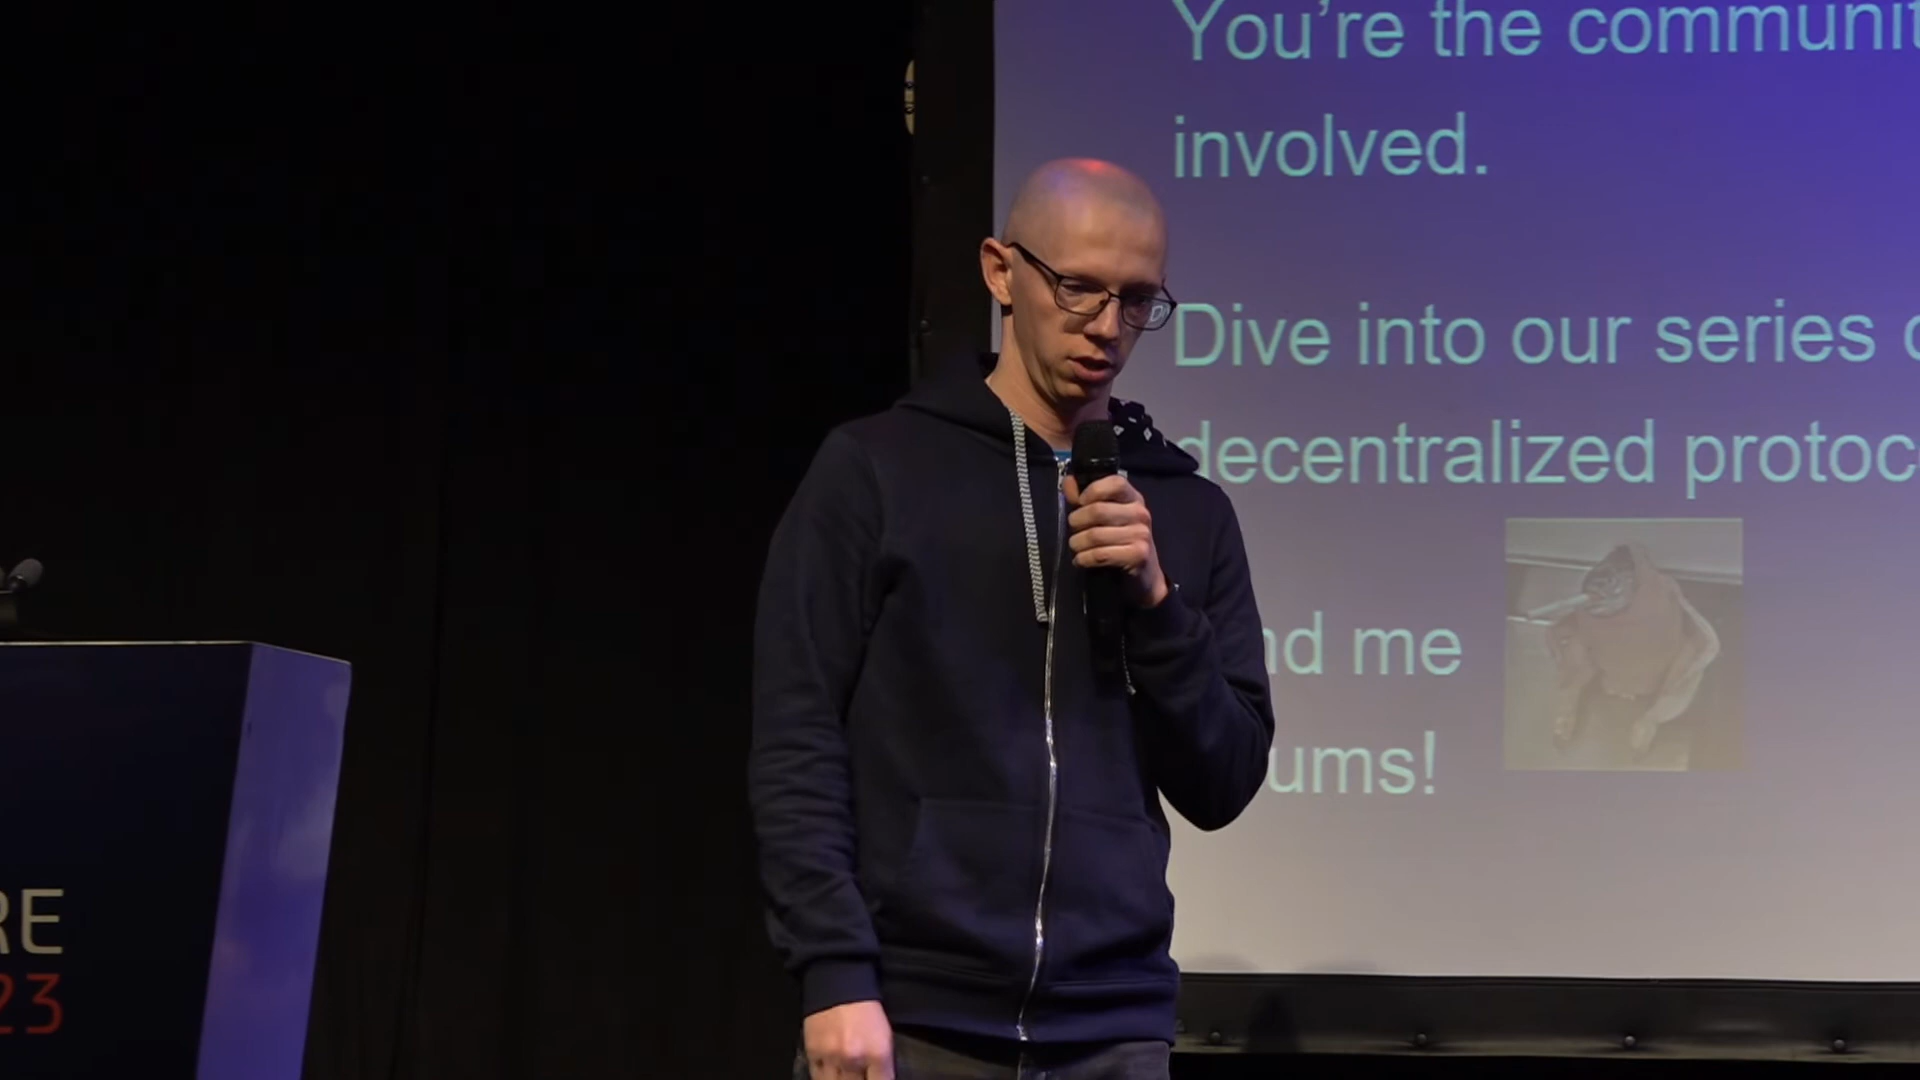 You're the communit
involved.
Dive into our series
decentralized protoc
nd me
ums!
RE
23